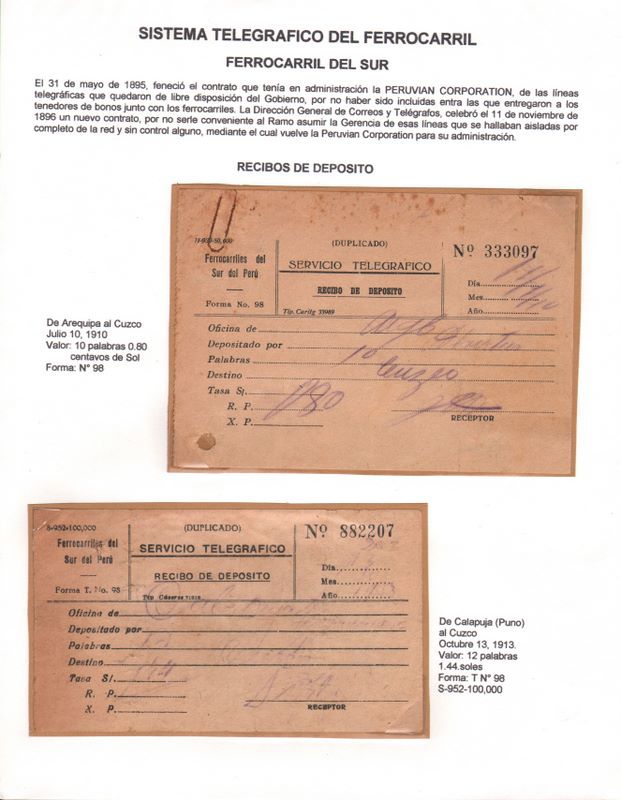 SISTEMA TELEGRAFICO DEL FERROCARRIL
FERROCARRIL DEL SUR
El 31 de mayo de 1895, feneció el contrato que tenía en administración la PERUVIAN CORPORATION, de las líneas
telegráficas que quedaron de libre disposición del Gobierno, por no haber sido incluidas entra las que entregaron a los
tenedores de bonos junto con los ferrocarriles. La Dirección General de Correos y Telégrafos, celebró el 11 de noviembre de
1896 un nuevo contrato, por no serle conveniente al Ramo asumir la Gerencia de esas líneas que se hallaban aisladas por
completo de la red y sin control alguno, mediante el cual vuelve la Peruvian Corporation para su administración.
RECIBOS DE DEPOSITO
De Arequipa al Cuzco
Julio 10, 1910
Valor: 10 palabras 0.80
centavos de Sol
Forma: N° 98
Ferrocarriles del
Sur del Perú
Forma No. 98
(DUPLICADO)
SERVICIO TELEGRAFICO
RECIBO DE DEPOSITO
Tip. Caritg 33989
Nº 333097
Día
Mes
Año
Oficina de
Depositado por
Palabras 10
Destino Cuzco
Tasa S/. 80
R. P.
X. P.
RECEPTOR
8-952-100,000
Ferrocarriles del
Sur del Perú
Forma T. No. 98
(DUPLICADO)
SERVICIO TELEGRAFICO
RECIBO DE DEPOSITO
Nº 882207
Día
Mes
Año
Oficina de
Depositado por
Palabras
Destino
Tasa S/.
R. P.
X. P.
RECEPTOR
De Calapuja (Puno)
al Cuzco
Octubre 13, 1913.
Valor: 12 palabras
1.44.soles
Forma: T N° 98
S-952-100,000